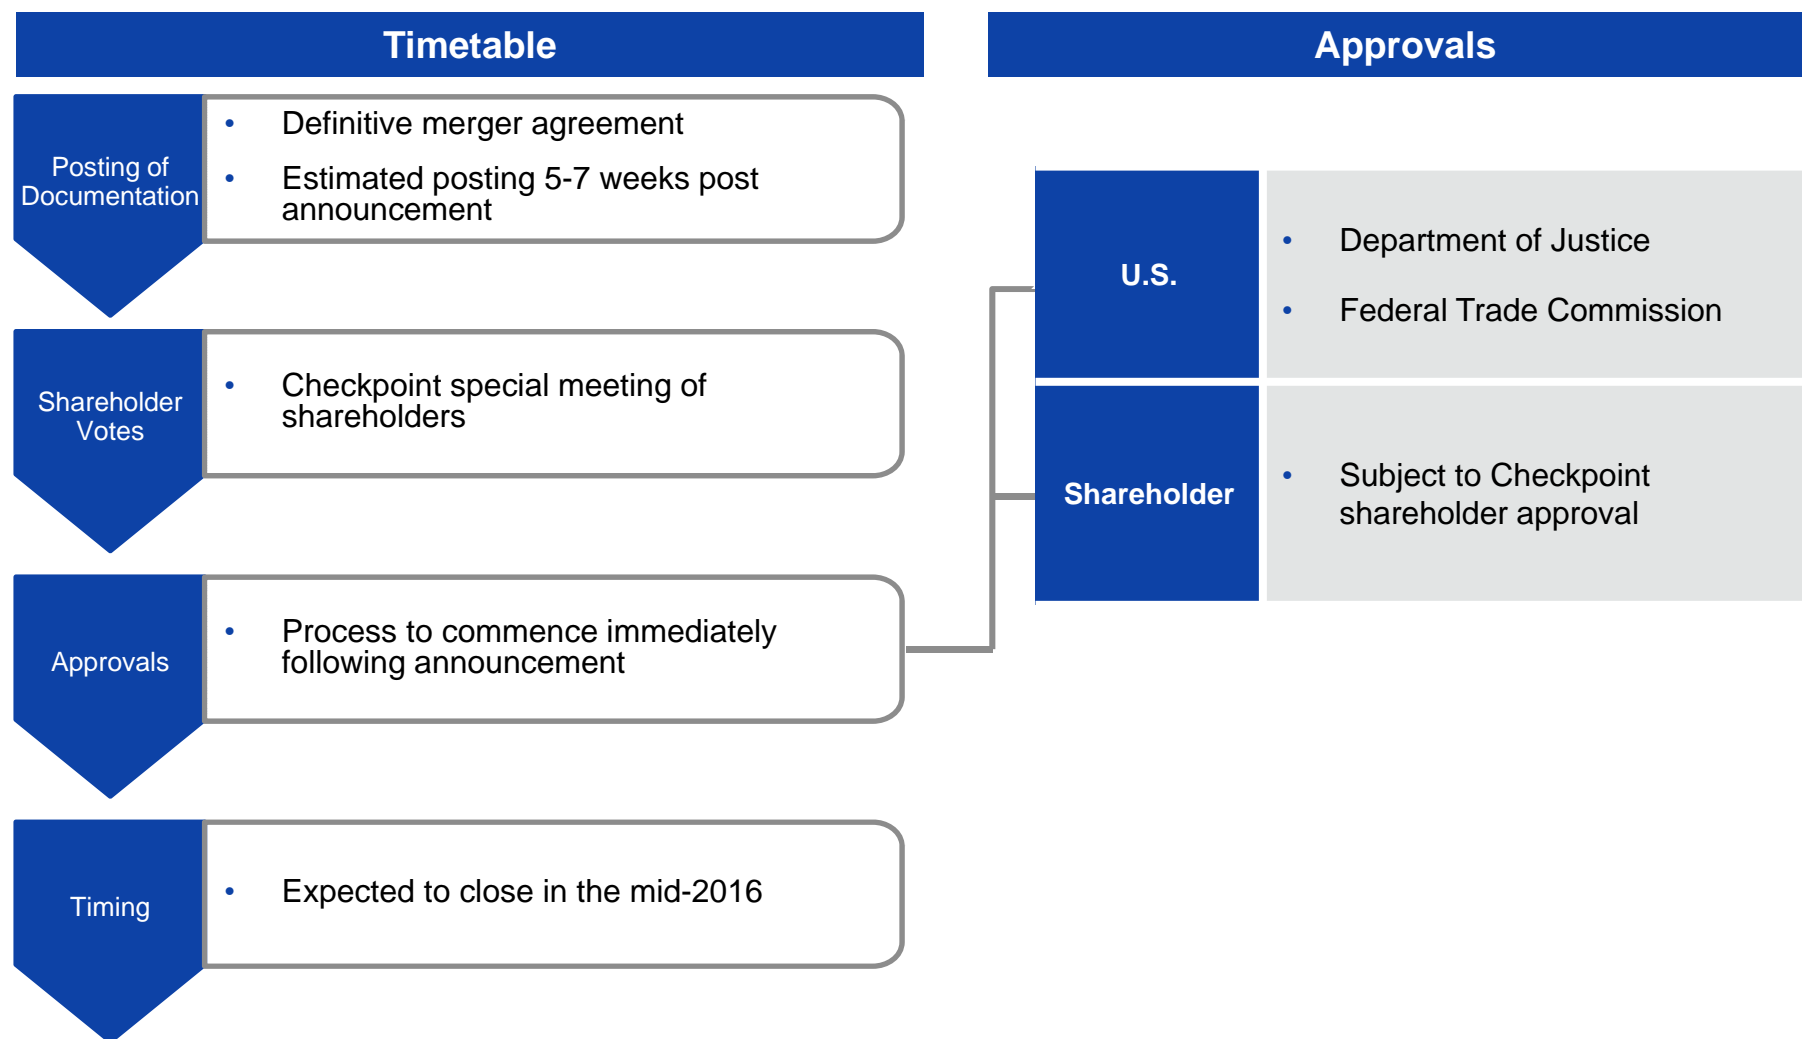 Timetable
Posting of
Documentation
• Definitive merger agreement
• Estimated posting 5-7 weeks post
announcement
Shareholder
Votes
• Checkpoint special meeting of
shareholders
Approvals
• Process to commence immediately
following announcement
Timing
• Expected to close in the mid-2016
Approvals
U.S.
• Department of Justice
• Federal Trade Commission
Shareholder
• Subject to Checkpoint
shareholder approval